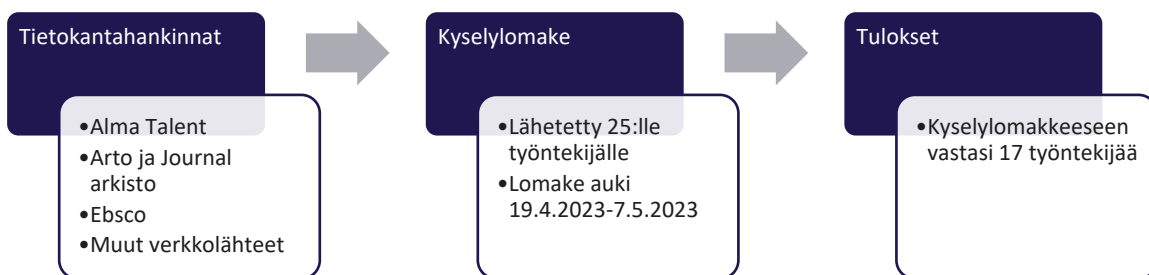 Tietokantahankinnat
•Alma Talent
•Arto ja Journal
arkisto
•Ebsco
•Muut verkkolähteet
Kyselylomake
•Lähetetty 25:lle
työntekijälle
•Lomake auki
19.4.2023-7.5.2023
Tulokset
•Kyselylomakkeeseen
vastasi 17 työntekijää